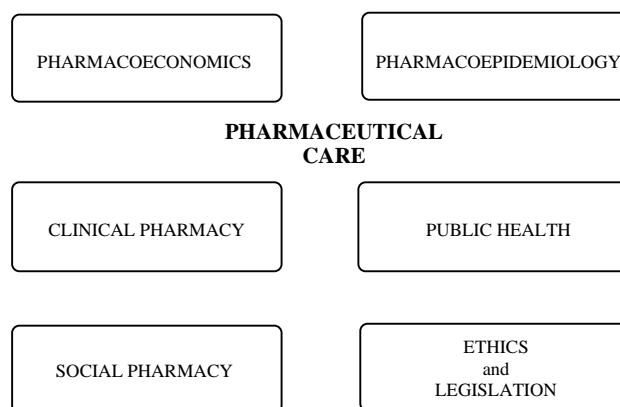 PHARMACOECONOMICS
PHARMACOEPIDEMIOLOGY
PHARMACEUTICAL
CARE
CLINICAL PHARMACY
PUBLIC HEALTH
SOCIAL PHARMACY
ETHICS
and
LEGISLATION